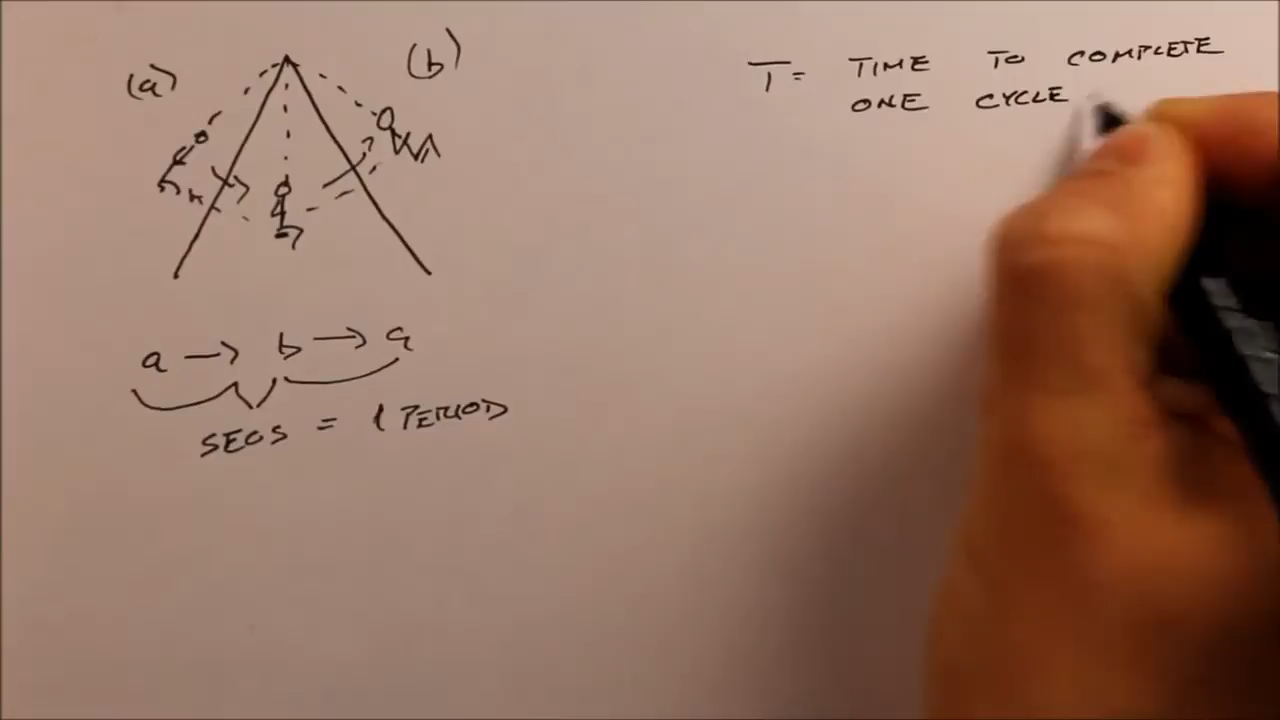 (a)
(b)
T = TIME TO COMPLETE
ONE CYCLE
a → b → a
SECS = 1 PERIOD